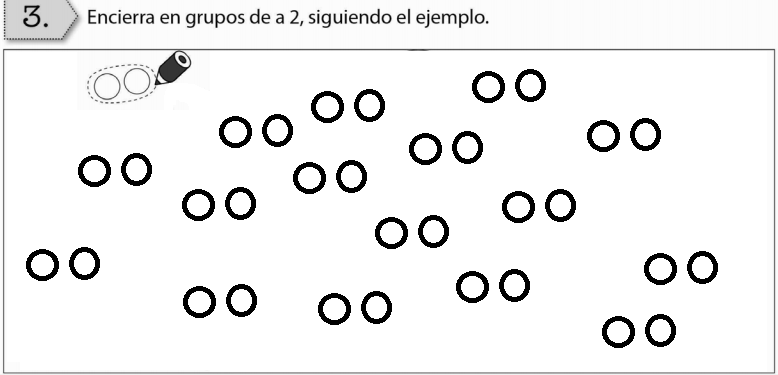 3. Encierra en grupos de a 2, siguiendo el ejemplo.